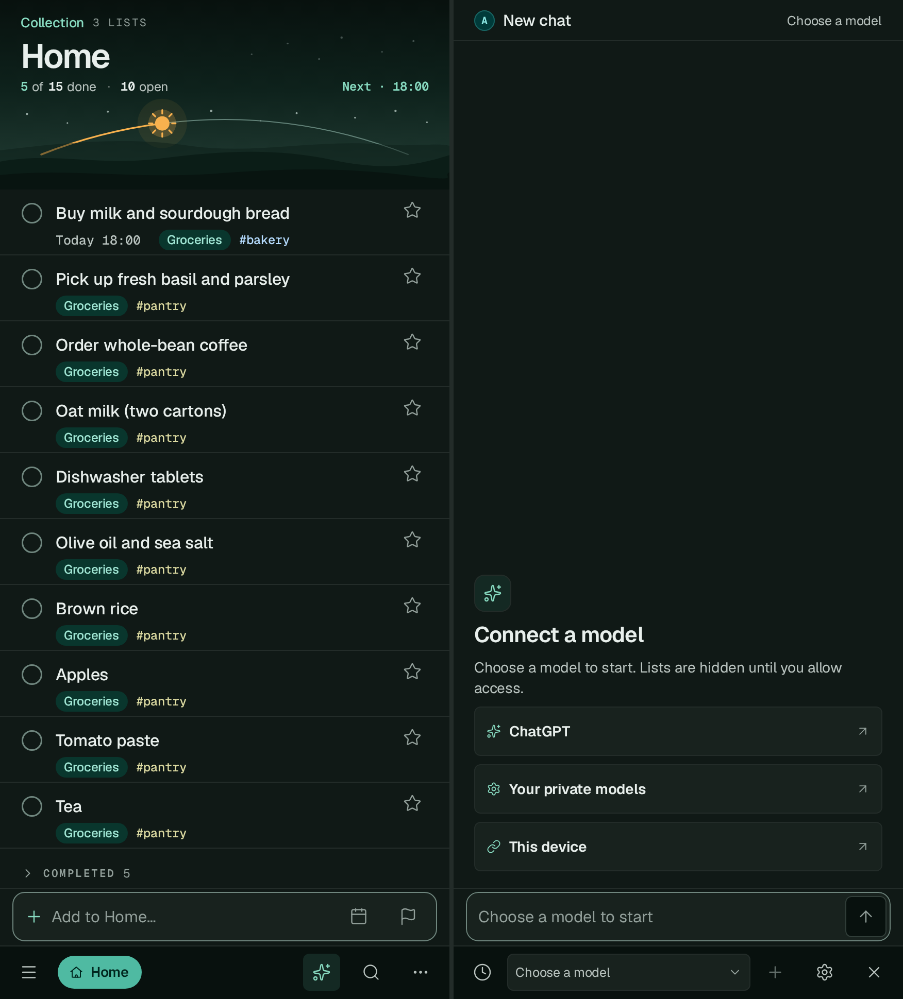 Collection 3 LISTS
Home
5 of 15 done · 10 open
Next · 18:00
Buy milk and sourdough bread
Today 18:00 Groceries #bakery
Pick up fresh basil and parsley
Groceries #pantry
Order whole-bean coffee
Groceries #pantry
Oat milk (two cartons)
Groceries #pantry
Dishwasher tablets
Groceries #pantry
Olive oil and sea salt
Groceries #pantry
Brown rice
Groceries #pantry
Apples
Groceries #pantry
Tomato paste
Groceries #pantry
Tea
Groceries #pantry
COMPLETED 5
Add to Home...
Home
A New chat
Choose a model
Connect a model
Choose a model to start. Lists are hidden until you allow
access.
ChatGPT
Your private models
This device
Choose a model to start
Choose a model